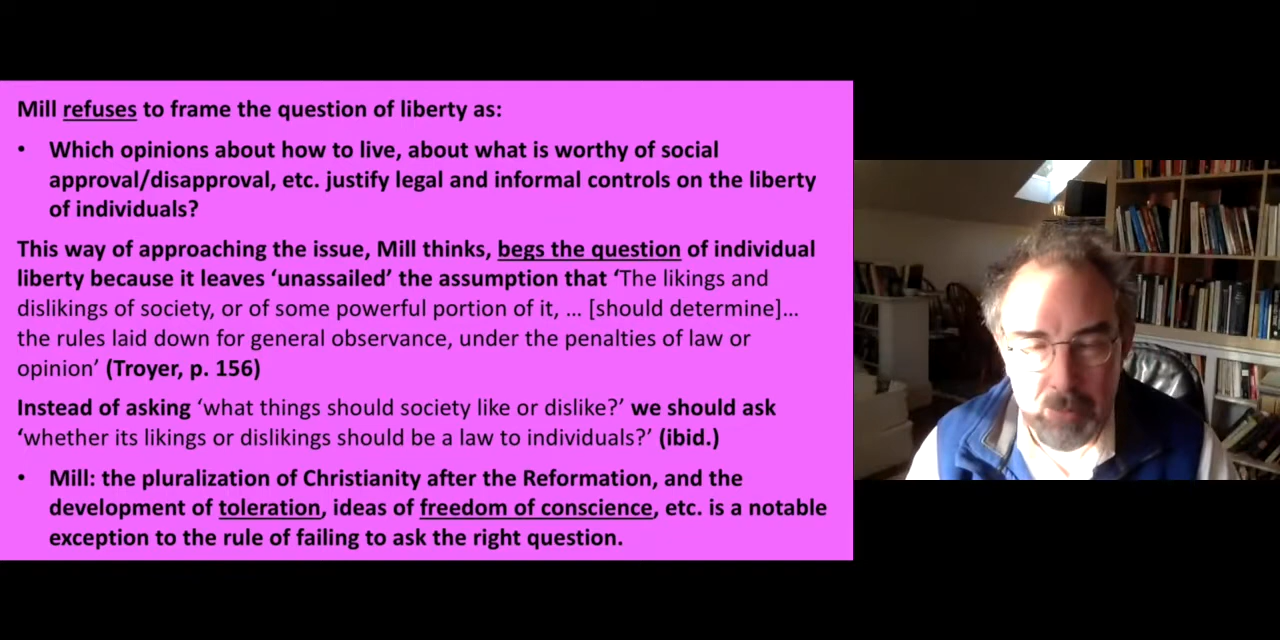 Mill refuses to frame the question of liberty as:
• Which opinions about how to live, about what is worthy of social
approval/disapproval, etc. justify legal and informal controls on the liberty
of individuals?
This way of approaching the issue, Mill thinks, begs the question of individual
liberty because it leaves ‘unassailed’ the assumption that ‘The likings and
dislikings of society, or of some powerful portion of it, … [should determine]…
the rules laid down for general observance, under the penalties of law or
opinion’ (Troyer, p. 156)
Instead of asking ‘what things should society like or dislike?’ we should ask
‘whether its likings or dislikings should be a law to individuals?’ (ibid.)
• Mill: the pluralization of Christianity after the Reformation, and the
development of toleration, ideas of freedom of conscience, etc. is a notable
exception to the rule of failing to ask the right question.